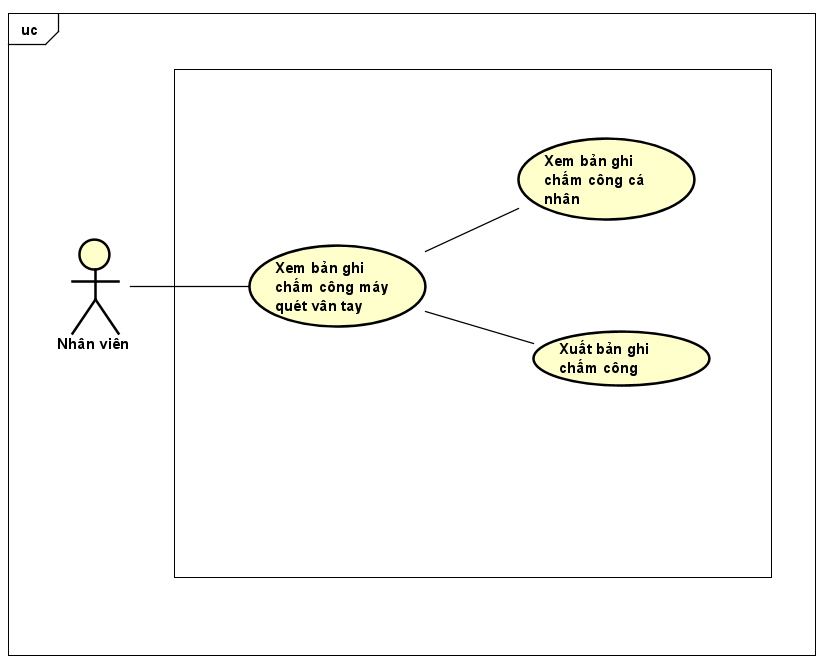 uc
Xem bản ghi
chấm công cá
nhân
Xem bản ghi
chấm công máy
quét vân tay
Nhân viên
Xuất bản ghi
chấm công